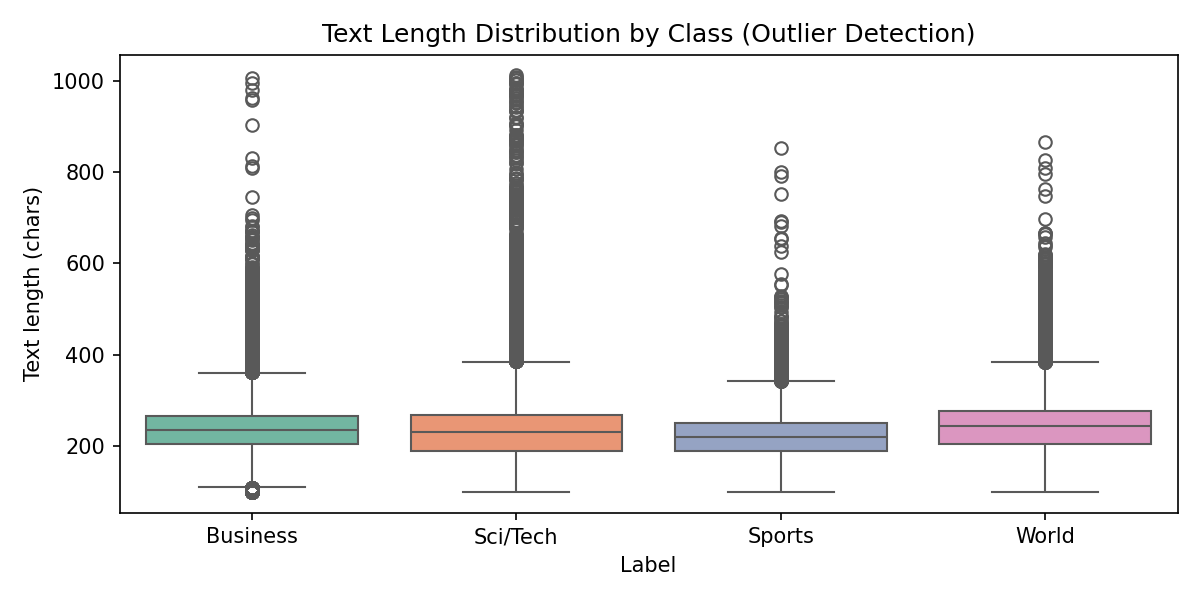 Text Length Distribution by Class (Outlier Detection)
Text length (chars)
1000
800
600
400
200
Business Sci/Tech Sports World
Label